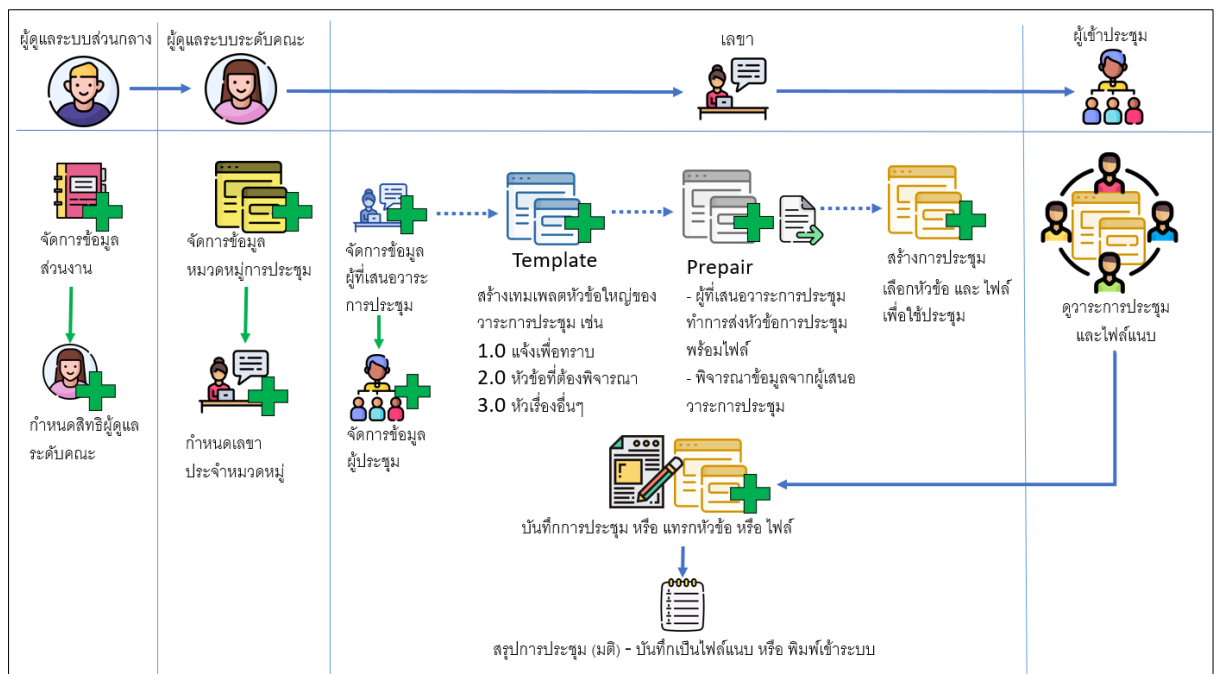 ผู้ดูแลระบบส่วนกลาง
ผู้ดูแลระบบระดับคณะ
เลขา
ผู้เข้าประชุม
จัดการข้อมูล
ส่วนงาน
กำหนดสิทธิผู้ดูแล
ระดับคณะ
จัดการข้อมูล
หมวดหมู่การประชุม
กำหนดเลขา
ประจำหมวดหมู่
จัดการข้อมูล
ผู้ที่เสนอวาระ
การประชุม
จัดการข้อมูล
ผู้ประชุม
Template
สร้างเทมเพลตหัวข้อใหญ่ของ
วาระการประชุม เช่น
1.0 แจ้งเพื่อทราบ
2.0 หัวข้อที่ต้องพิจารณา
3.0 หัวเรื่องอื่นๆ
Prepair
- ผู้ที่เสนอวาระการประชุม
ทำการส่งหัวข้อการประชุม
พร้อมไฟล์
- พิจารณาข้อมูลจากผู้เสนอ
วาระการประชุม
สร้างการประชุม
เลือกหัวข้อ และ ไฟล์
เพื่อใช้ประชุม
ดูวาระการประชุม
และไฟล์แนบ
บันทึกการประชุม หรือ แทรกหัวข้อ หรือ ไฟล์
สรุปการประชุม (มติ) - บันทึกเป็นไฟล์แนบ หรือ พิมพ์เข้าระบบ